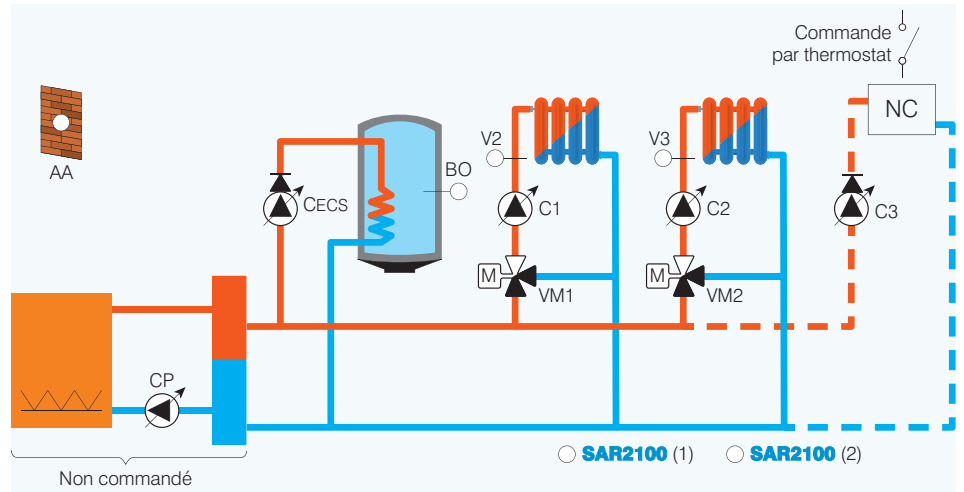 Commande
par thermostat
NC
AA
V2
V3
BO
CECS
C1
C2
C3
M
VM1
M
VM2
CP
Non commandé
SAR2100 (1)
SAR2100 (2)